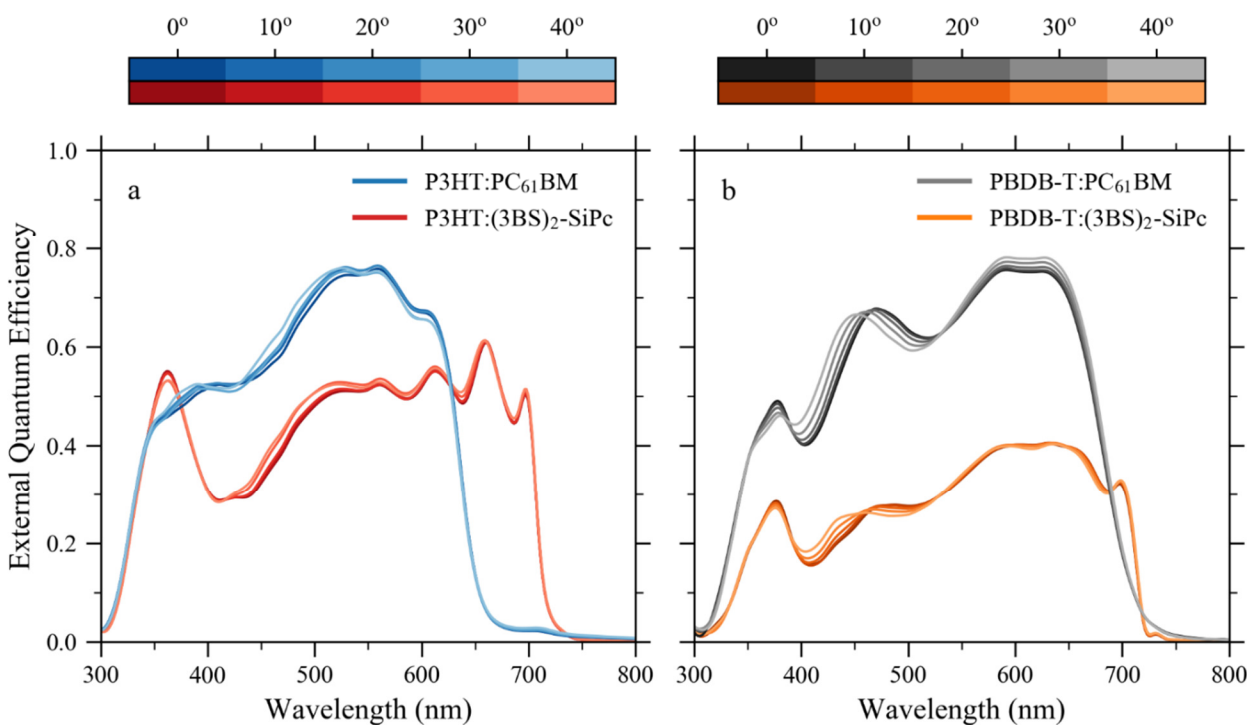 0º 10º 20º 30º 40º
0º 10º 20º 30º 40º
External Quantum Efficiency
1.0
0.8
0.6
0.4
0.2
0.0
a
P3HT:PC₆₁BM
P3HT:(3BS)₂-SiPc
300 400 500 600 700 800
Wavelength (nm)
b
PBDB-T:PC₆₁BM
PBDB-T:(3BS)₂-SiPc
300 400 500 600 700 800
Wavelength (nm)